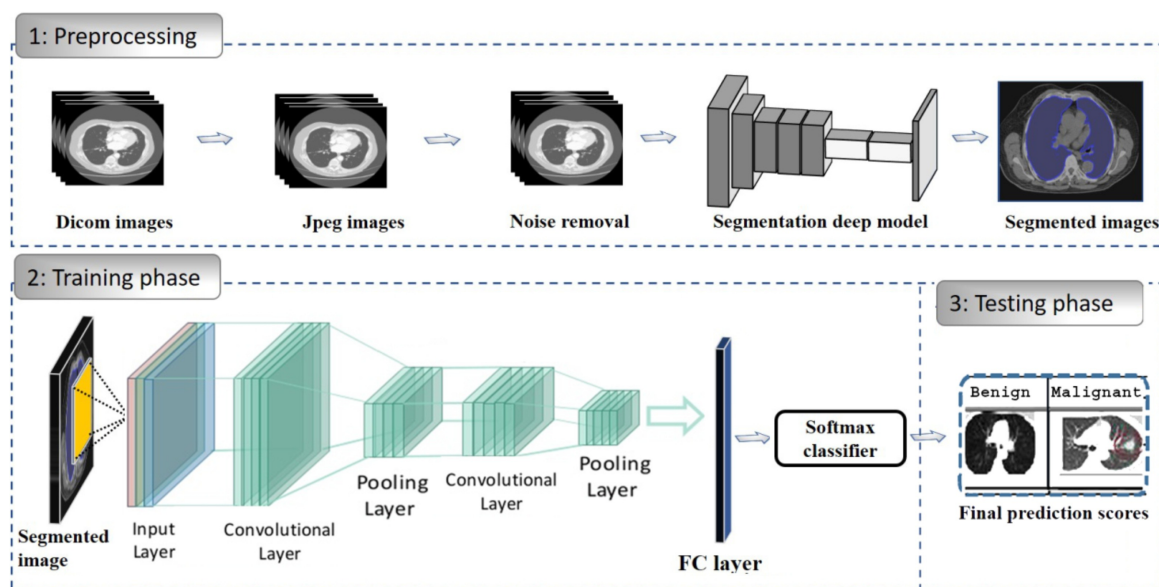 1: Preprocessing
Dicom images
Jpeg images
Noise removal
Segmentation deep model
Segmented images
2: Training phase
Segmented
image
Input
Layer
Convolutional
Layer
Pooling
Layer
Convolutional
Layer
Pooling
Layer
FC layer
Softmax
classifier
3: Testing phase
Benign
Malignant
Final prediction scores